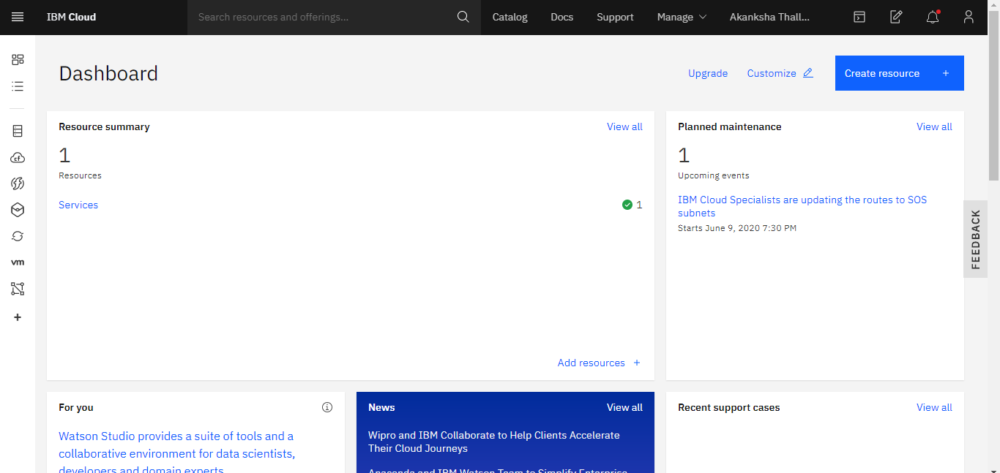 IBM Cloud
Search resources and offerings...
Catalog
Docs
Support
Manage
Akanksha Thall...
Dashboard
Upgrade
Customize
Create resource +
Resource summary
View all
1
Resources
Services
1
Add resources +
Planned maintenance
View all
1
Upcoming events
IBM Cloud Specialists are updating the routes to SOS
subnets
Starts June 9, 2020 7:30 PM
FEEDBACK
cf
vm
+
For you
Watson Studio provides a suite of tools and a
collaborative environment for data scientists,
developers and domain experts.
News
View all
Wipro and IBM Collaborate to Help Clients Accelerate
Their Cloud Journeys
Anaconda and IBM Watson Team to Simplify Enterprise
Recent support cases
View all